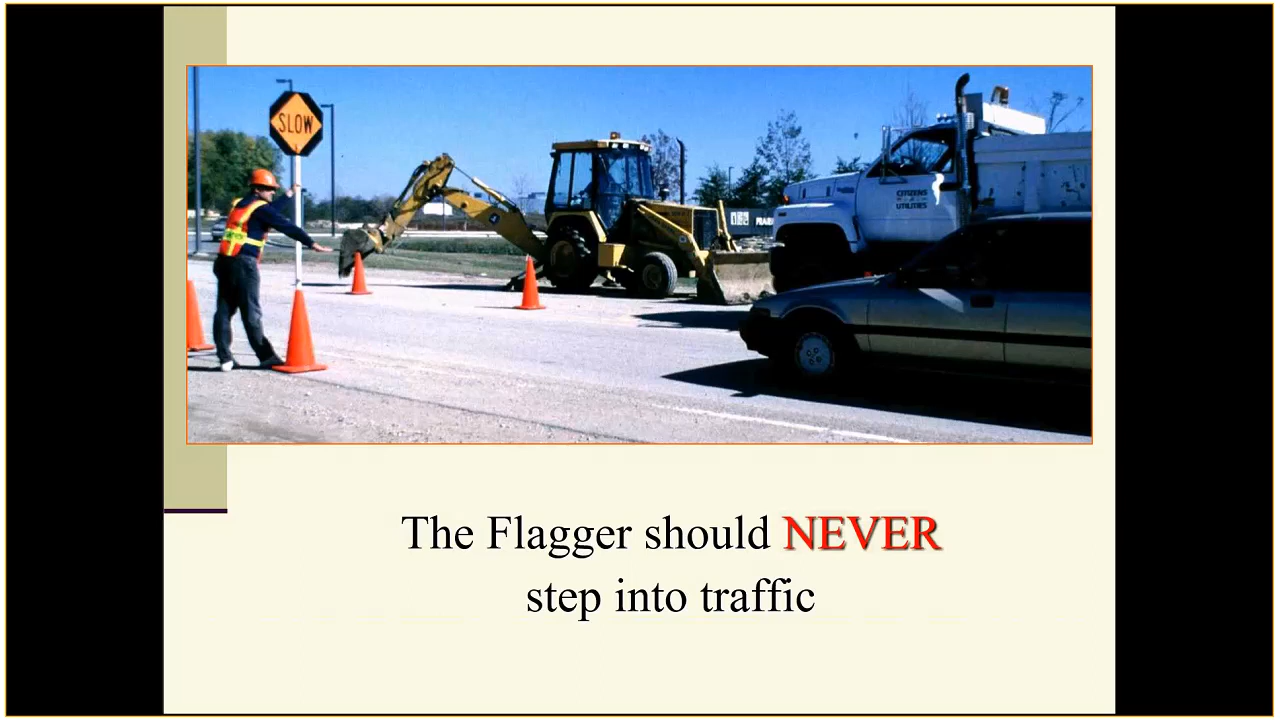 SLOW
CITIZENS
UTILITIES
The Flagger should NEVER
step into traffic